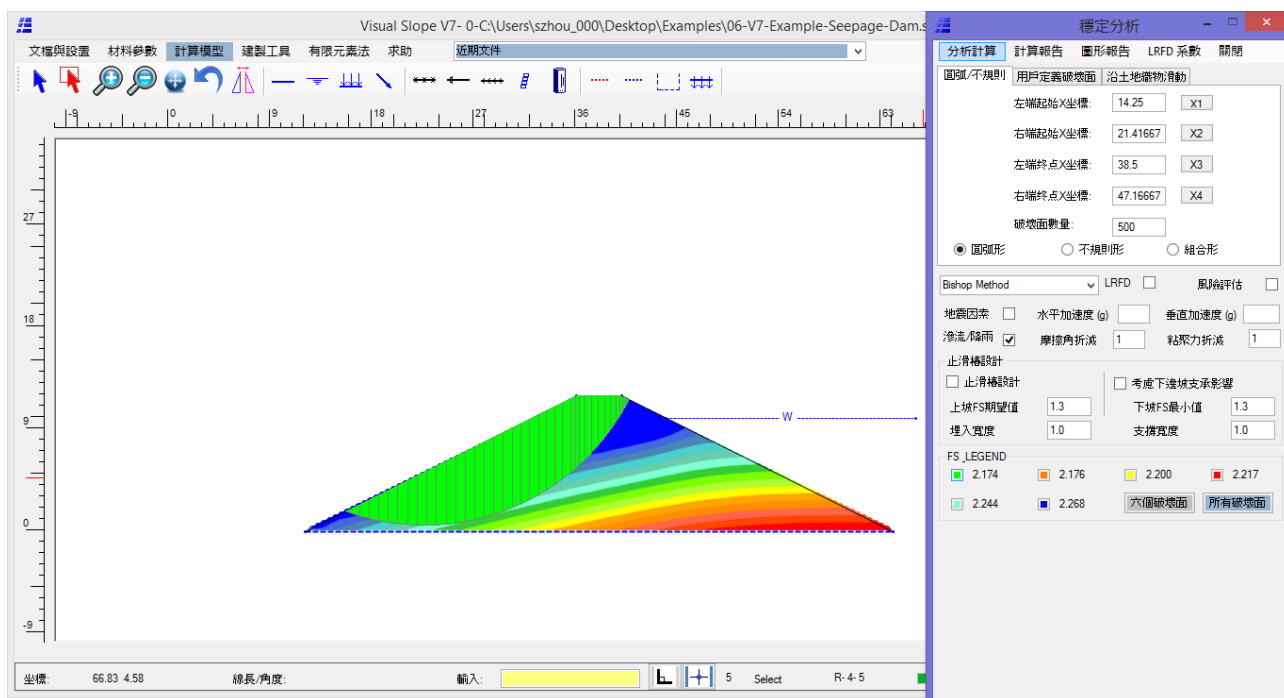 Visual Slope V7- 0-C:\Users\szhou_000\Desktop\Examples\06-V7-Example-Seepage-Dam.s
文檔與設置 材料參數 計算模型 建製工具 有限元素法 求助 近期文件
-9 0 9 18 27 36 45 54 63
27
18
9
0
-9
W
坐標: 66.83 4.58 線長/角度: 輸入: 5 Select R- 4- 5
穩定分析
分析計算 計算報告 圖形報告 LRFD 系數 關閉
圓弧/不規則 用戶定義破壞面 沿土地織物滑動
左端起始X坐標: 14.25 X1
右端起始X坐標: 21.41667 X2
左端終点X坐標: 38.5 X3
右端終点X坐標: 47.16667 X4
破壞面數量: 500
圓弧形 不規則形 組合形
Bishop Method LRFD 風險評估
地震因素 水平加速度 (g) 垂直加速度 (g)
滲流/降雨 摩擦角折減 1 粘聚力折減 1
止滑樁設計
止滑樁設計 考慮下邊坡支承影響
上坡FS期望值 1.3 下坡FS最小值 1.3
埋入寬度 1.0 支撐寬度 1.0
FS_LEGEND
2.174 2.176 2.200 2.217
2.244 2.268 六個破壞面 所有破壞面